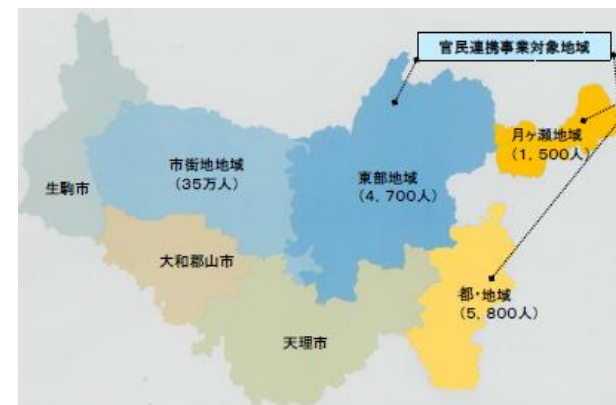 官民連携事業対象地域
月ヶ瀬地域
(1,500人)
市街地地域
(35万人)
東部地域
(4,700人)
生駒市
大和郡山市
都・地域
(5,800人)
天理市